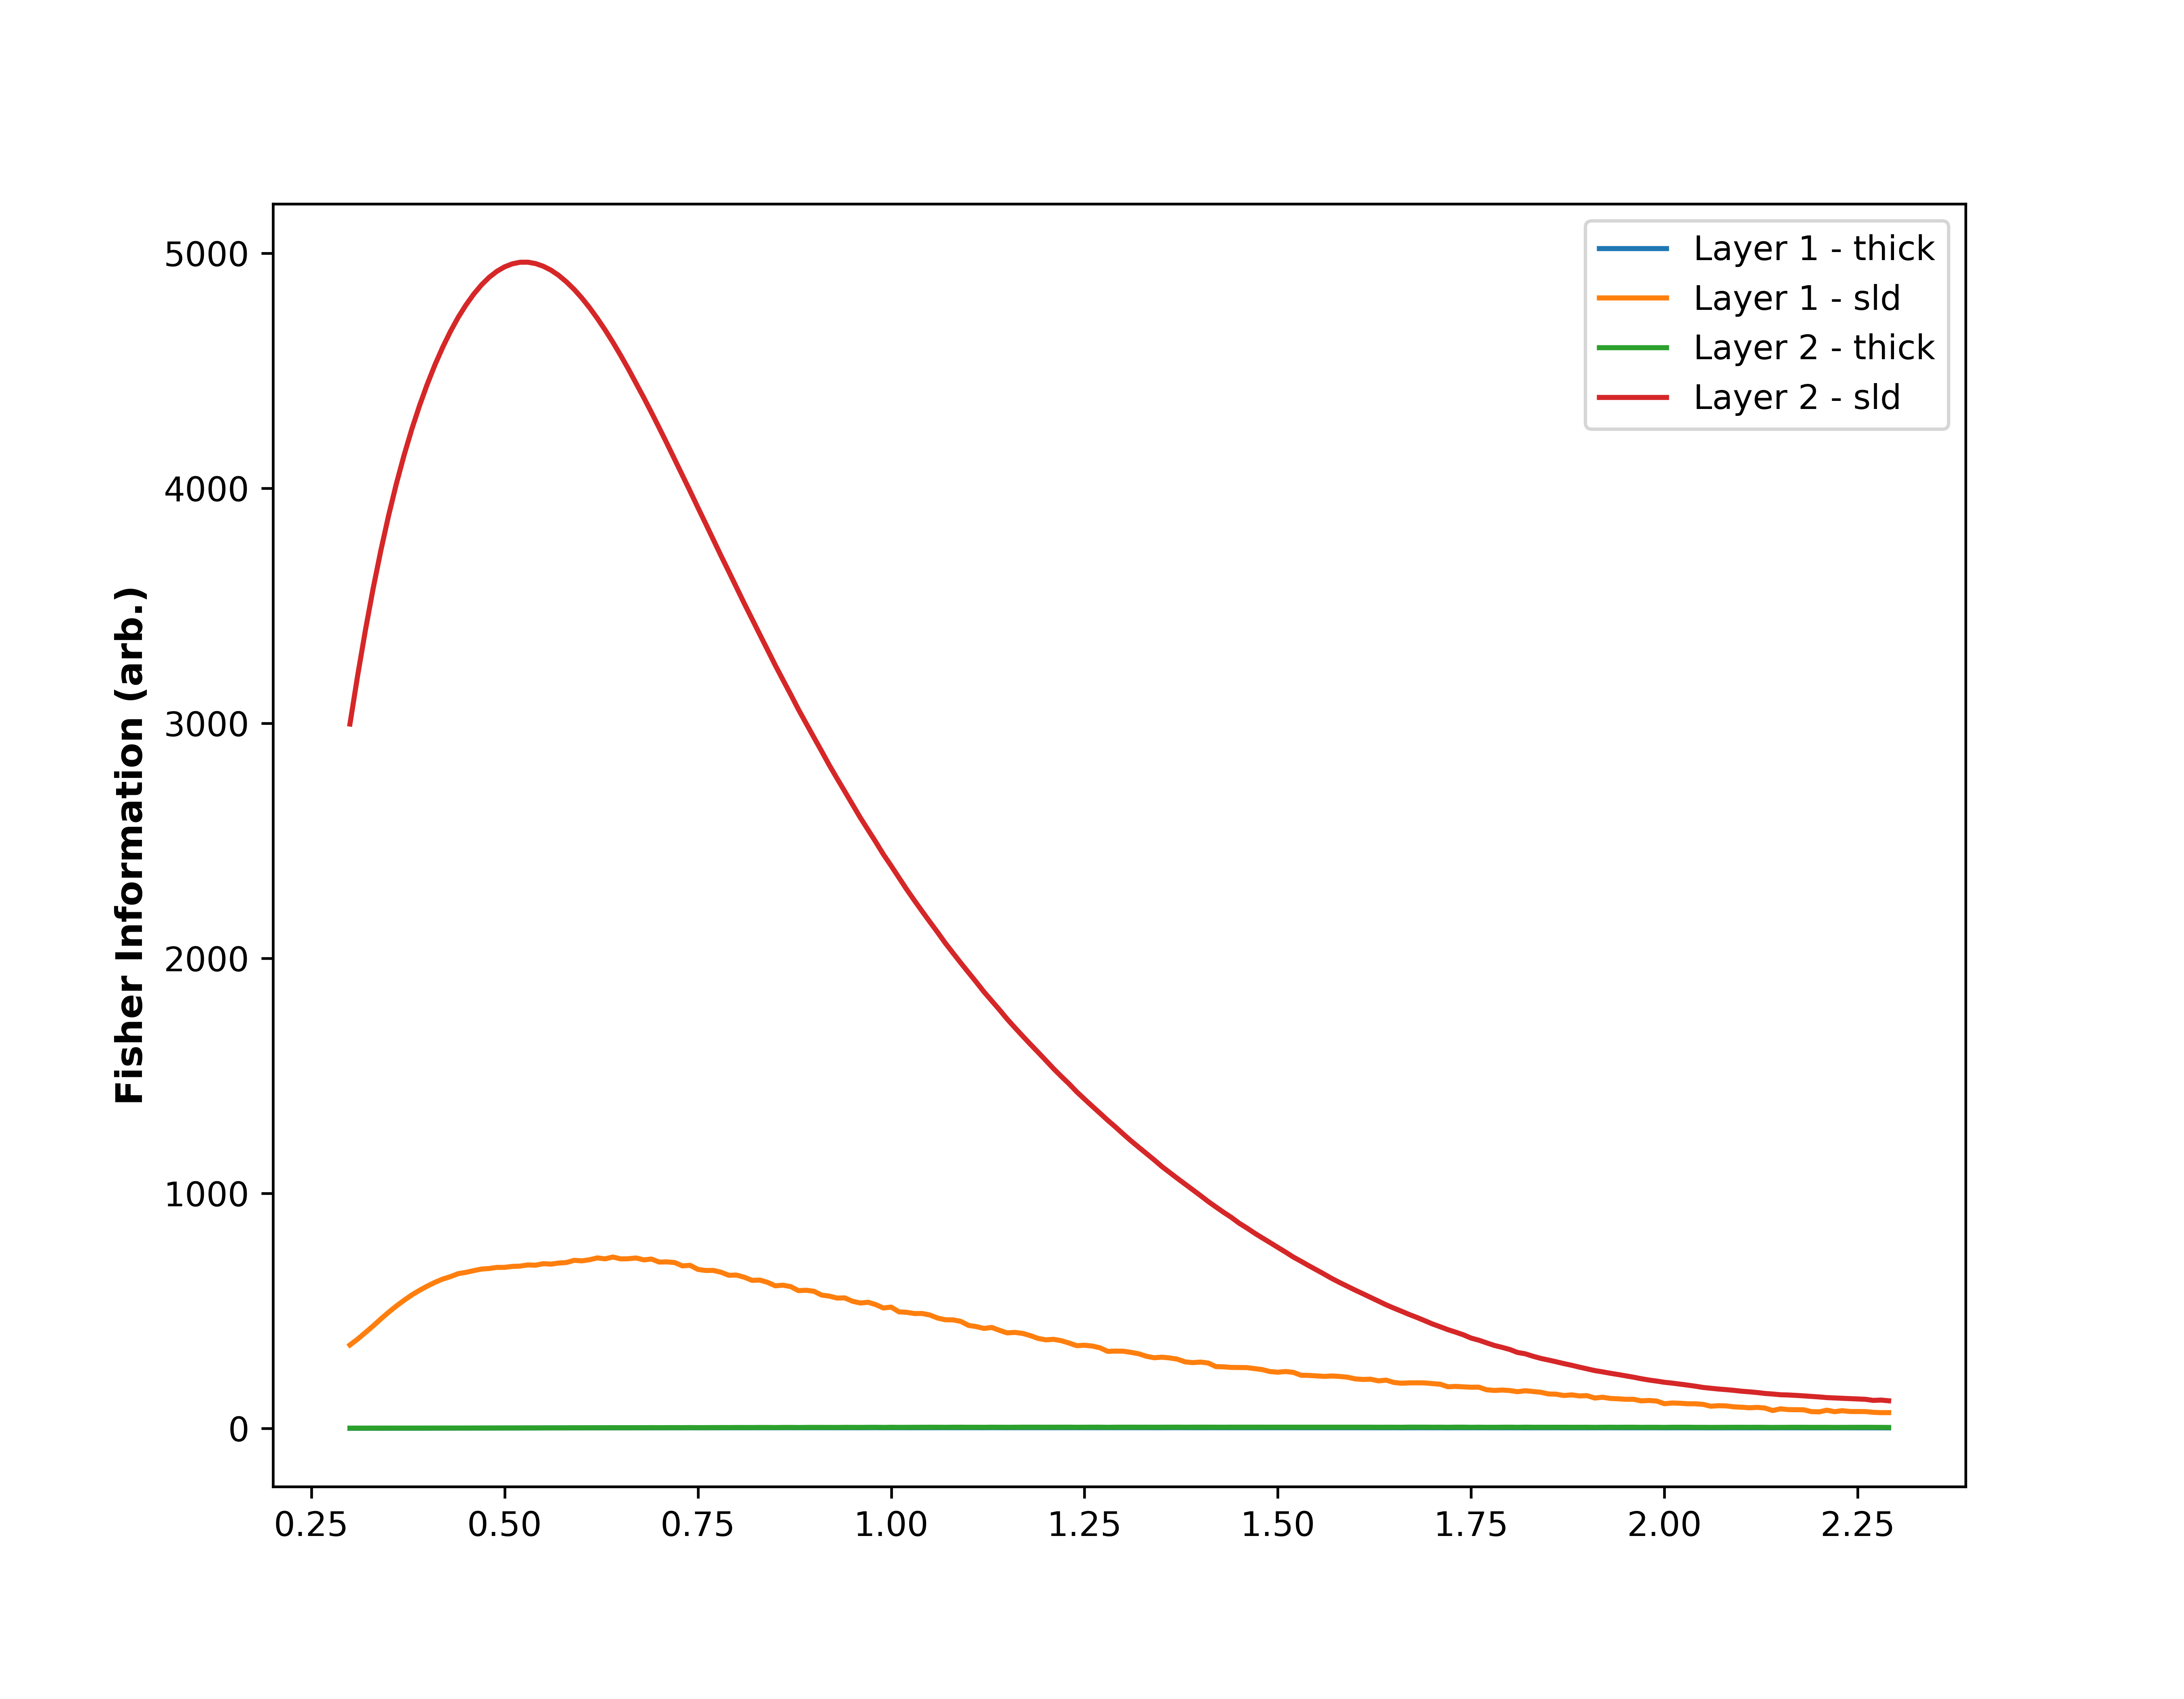 Fisher Information (arb.)
5000
4000
3000
2000
1000
0
0.25 0.50 0.75 1.00 1.25 1.50 1.75 2.00 2.25
Layer 1 - thick
Layer 1 - sld
Layer 2 - thick
Layer 2 - sld